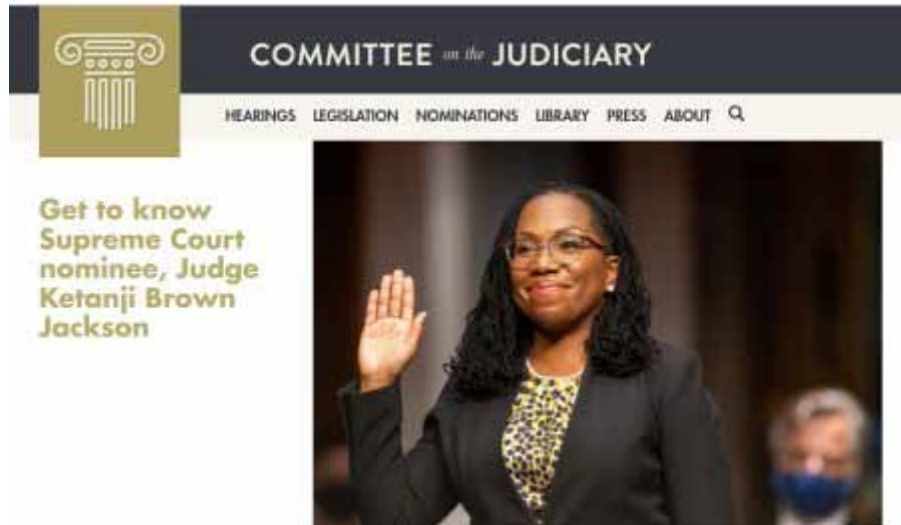 COMMITTEE on the JUDICIARY
HEARINGS LEGISLATION NOMINATIONS LIBRARY PRESS ABOUT
Get to know
Supreme Court
nominee, Judge
Ketanji Brown
Jackson